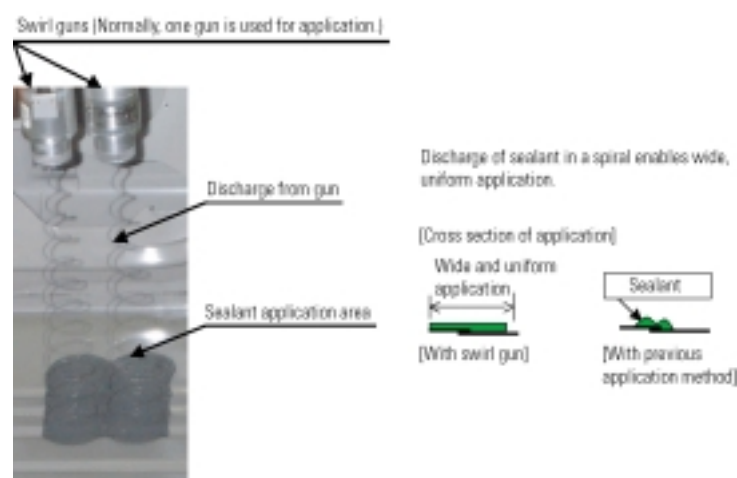 Swirl guns (Normally, one gun is used for application.)
Discharge from gun
Sealant application area
Discharge of sealant in a spiral enables wide,
uniform application.
[Cross section of application]
Wide and uniform
application
[With swirl gun]
Sealant
[With previous
application method]